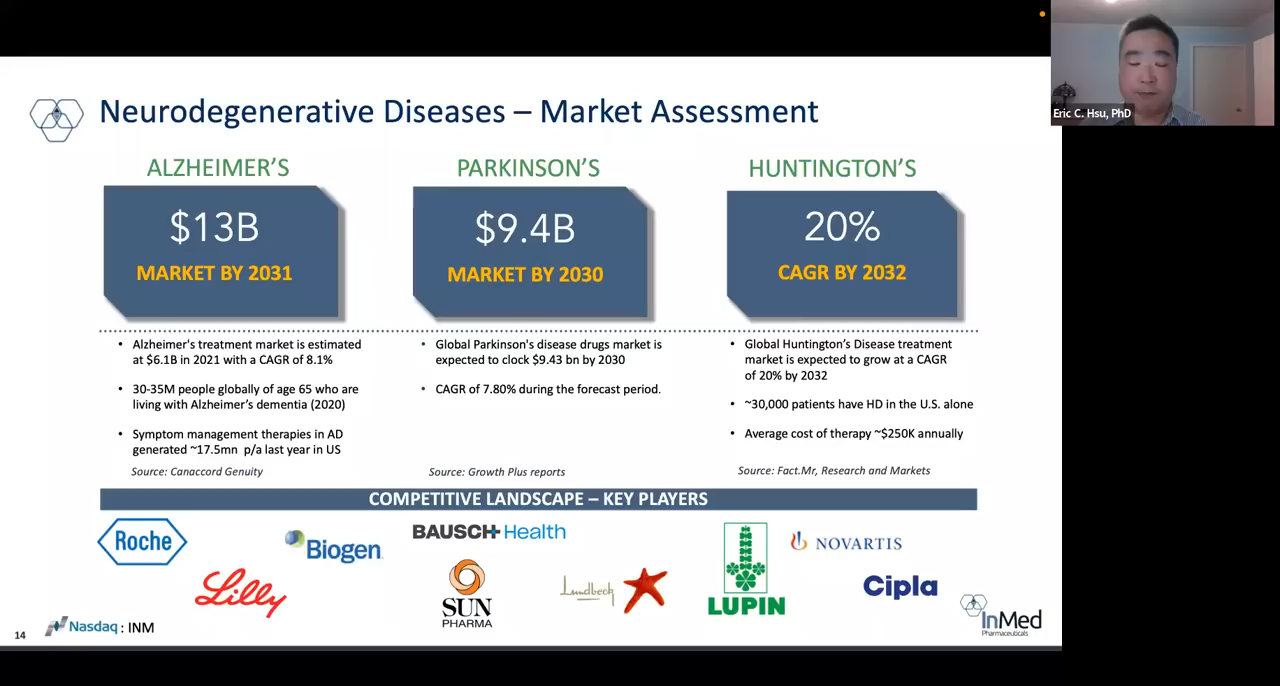 Neurodegenerative Diseases – Market Assessment
Eric C. Hsu, PhD
ALZHEIMER'S
$13B
MARKET BY 2031
• Alzheimer's treatment market is estimated
at $6.1B in 2021 with a CAGR of 8.1%
• 30-35M people globally of age 65 who are
living with Alzheimer's dementia (2020)
• Symptom management therapies in AD
generated ~17.5mn p/a last year in US
Source: Canaccord Genuity
PARKINSON'S
$9.4B
MARKET BY 2030
• Global Parkinson's disease drugs market is
expected to clock $9.43 bn by 2030
• CAGR of 7.80% during the forecast period.
Source: Growth Plus reports
HUNTINGTON'S
20%
CAGR BY 2032
• Global Huntington's Disease treatment
market is expected to grow at a CAGR
of 20% by 2032
• ~30,000 patients have HD in the U.S. alone
• Average cost of therapy ~$250K annually
Source: Fact.Mr, Research and Markets
COMPETITIVE LANDSCAPE – KEY PLAYERS
Roche
Biogen
Lilly
BAUSCH+Health
SUN
PHARMA
Lundbeck
LUPIN
NOVARTIS
Cipla
14
Nasdaq : INM
InMed
Pharmaceuticals